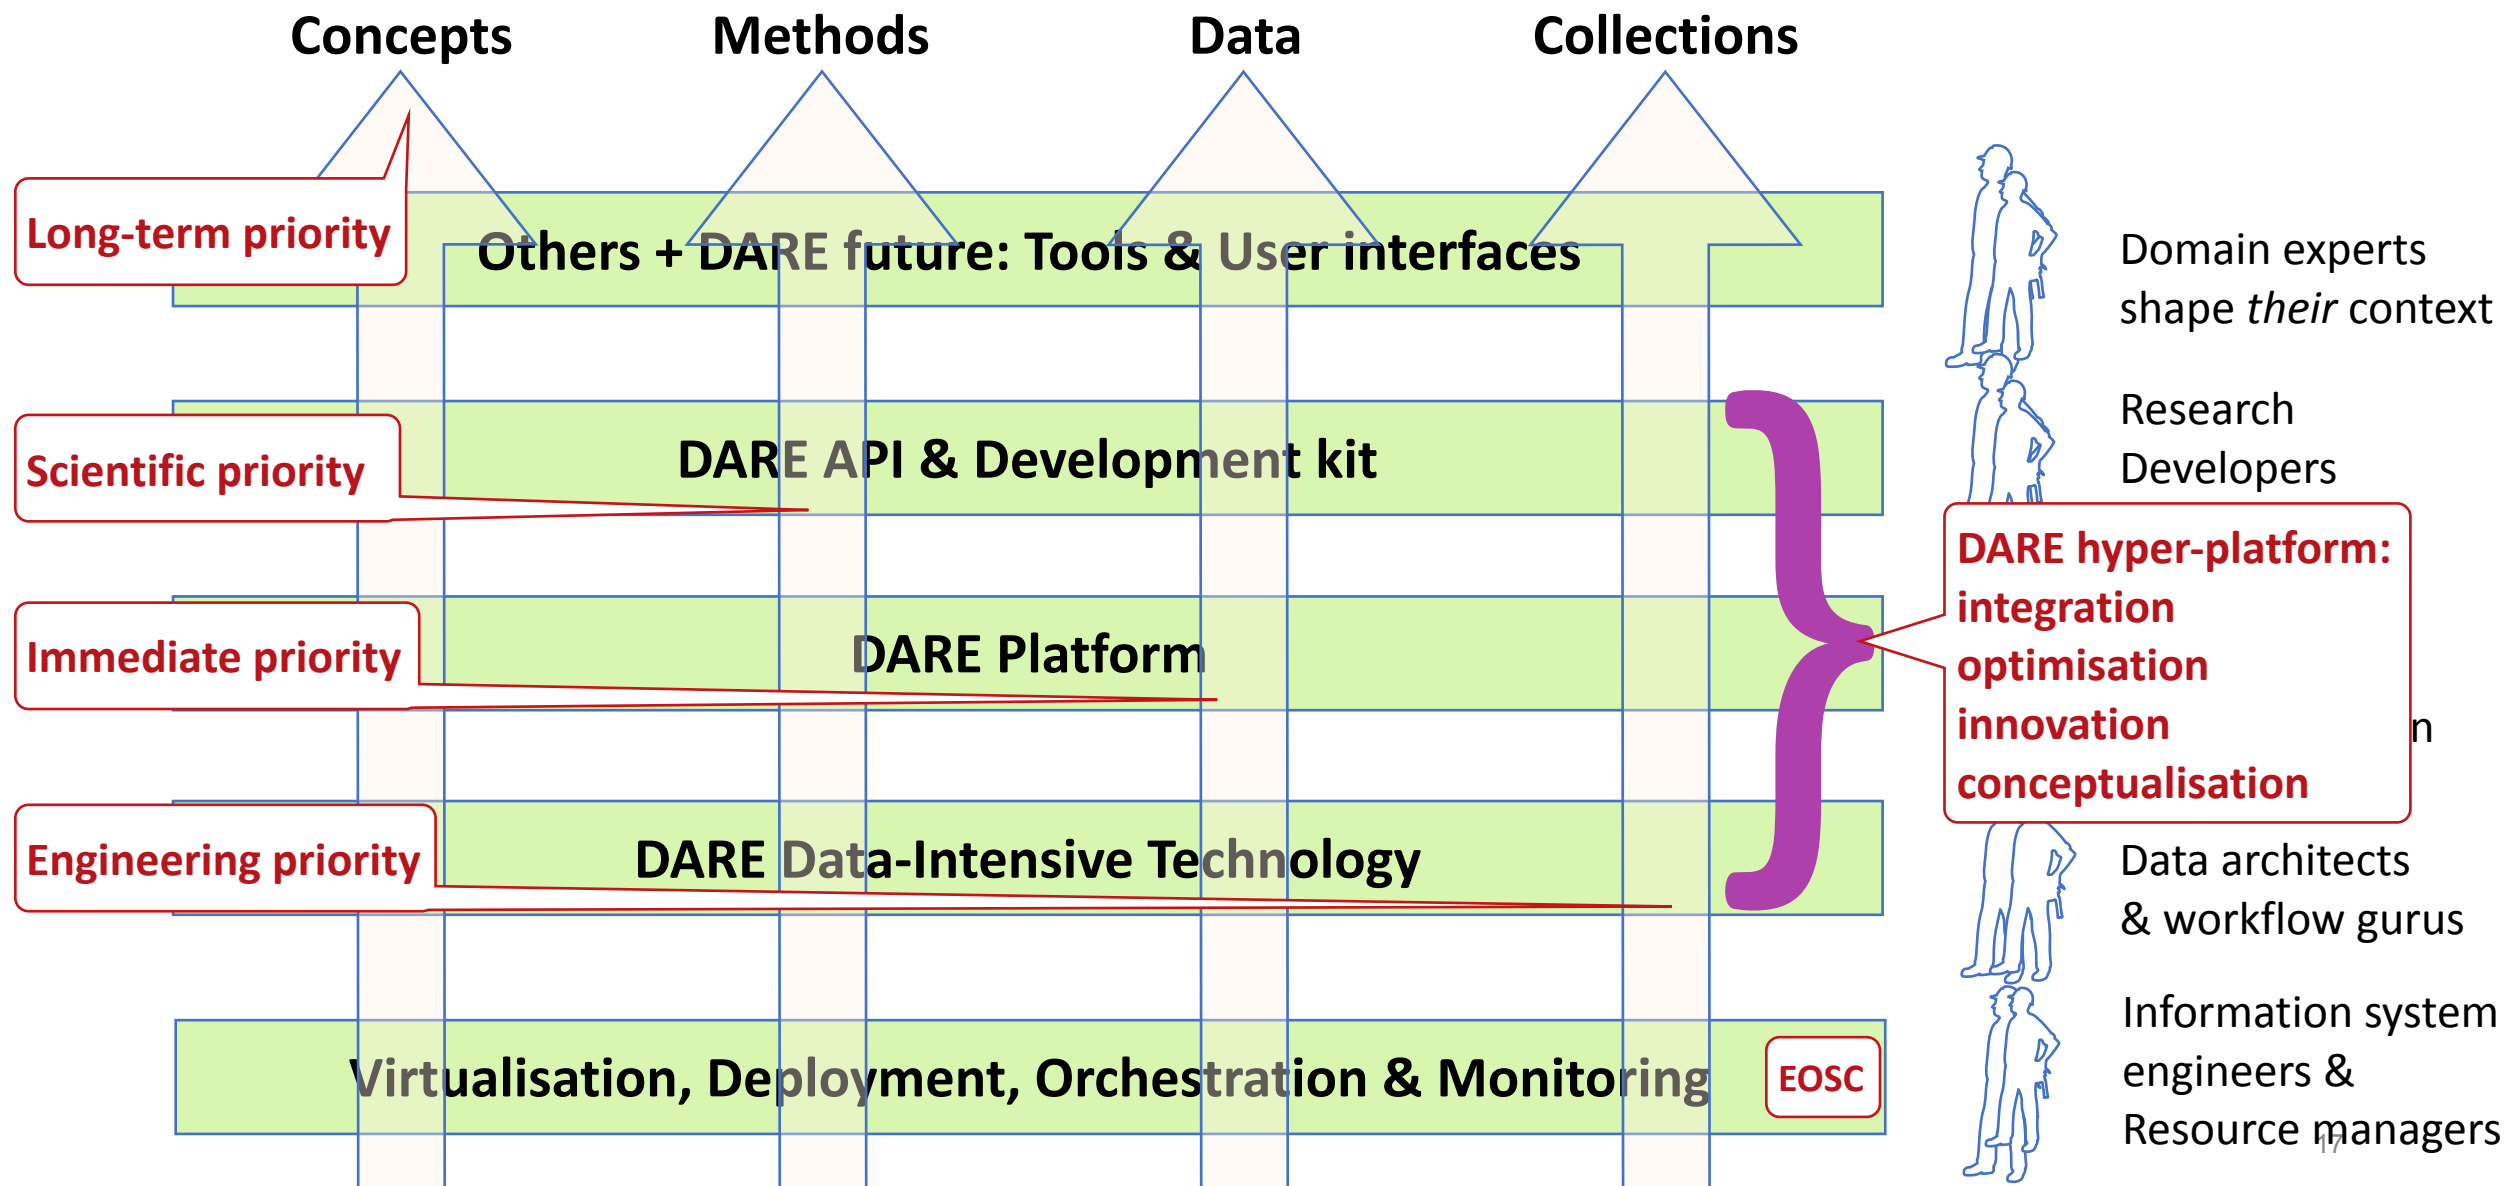 Concepts
Methods
Data
Collections
Long-term priority
Others + DARE future: Tools & User interfaces
Domain experts
shape their context
Scientific priority
DARE API & Development kit
Research
Developers
Immediate priority
DARE Platform
DARE hyper-platform:
integration
optimisation
innovation
conceptualisation
n
Engineering priority
DARE Data-Intensive Technology
Data architects
& workflow gurus
Virtualisation, Deployment, Orchestration & Monitoring
EOSC
Information system
engineers &
Resource managers
17